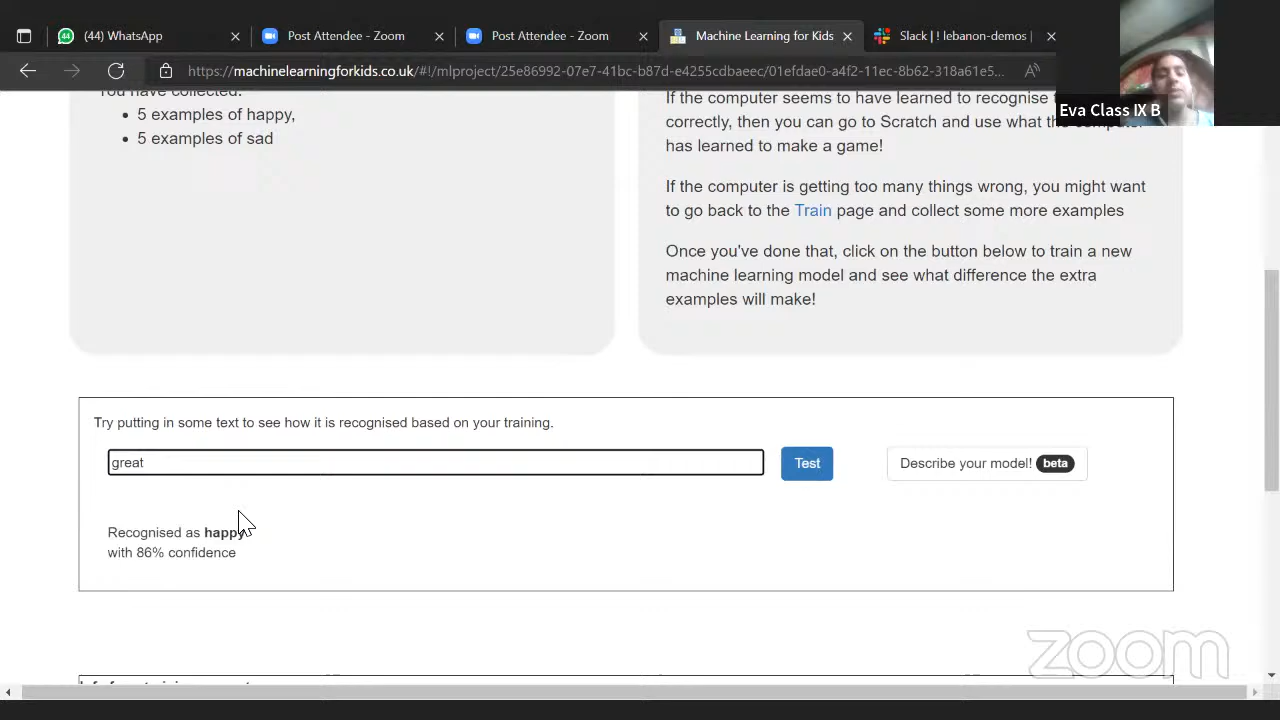 (44) WhatsApp
Post Attendee - Zoom
Post Attendee - Zoom
Machine Learning for Kids
Slack | ! lebanon-demos |
https://machinelearningforkids.co.uk/#!/mlproject/25e86992-07e7-41bc-b87d-e4255cdbaeec/01efdae0-a4f2-11ec-8b62-318a61e5...
Eva Class IX B
You have collected:
• 5 examples of happy,
• 5 examples of sad
If the computer seems to have learned to recognise
correctly, then you can go to Scratch and use what the computer
has learned to make a game!
If the computer is getting too many things wrong, you might want
to go back to the Train page and collect some more examples
Once you've done that, click on the button below to train a new
machine learning model and see what difference the extra
examples will make!
Try putting in some text to see how it is recognised based on your training.
great
Test
Describe your model! beta
Recognised as happy
with 86% confidence
zoom